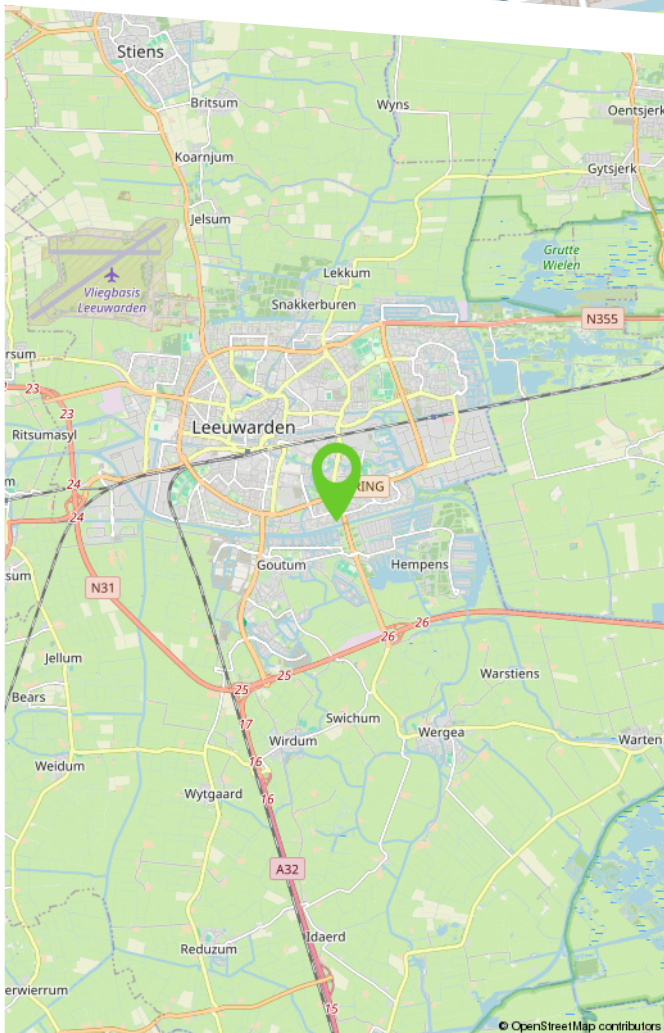 Stiens
Britsum
Wyns
Oentsjerk
Koarnjum
Gytsjerk
Jelsum
Grutte
Wielen
Lekkum
Vliegbasis
Leeuwarden
Snakkerburen
N355
rsum
23
23
Leeuwarden
Ritsumasyl
m
24
RING
24
sum
Goutum
Hempens
N31
26
26
Jellum
25
Warstiens
25
Bears
17
Swichum
Wergea
Wirdum
Warten
16
Weidum
Wytgaard
16
A32
Idaerd
Reduzum
erwierrum
15
© OpenStreetMap contributors